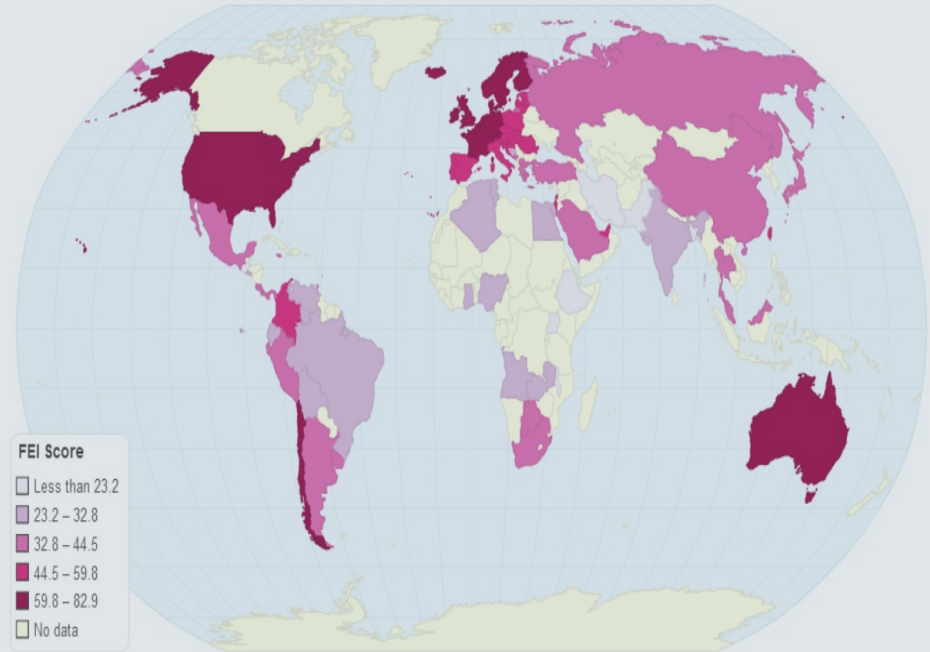 FEI Score
Less than 23.2
23.2 – 32.8
32.8 – 44.5
44.5 – 59.8
59.8 – 82.9
No data